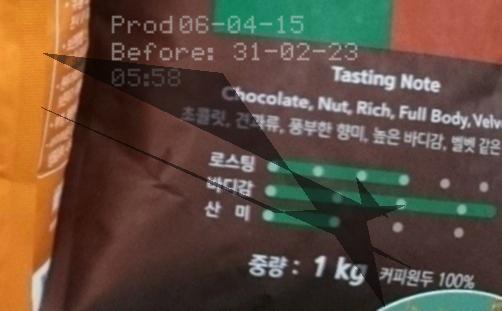 Prod06-04-15
Before: 31-02-23
05:58
Tasting Note
Chocolate, Nut, Rich, Full Body,
초콜릿, 견과류, 풍부한 향미, 높은 바디감, 벨벳 같은
로스팅
바디감
산 미
중량 : 1 kg 커피원두 100%